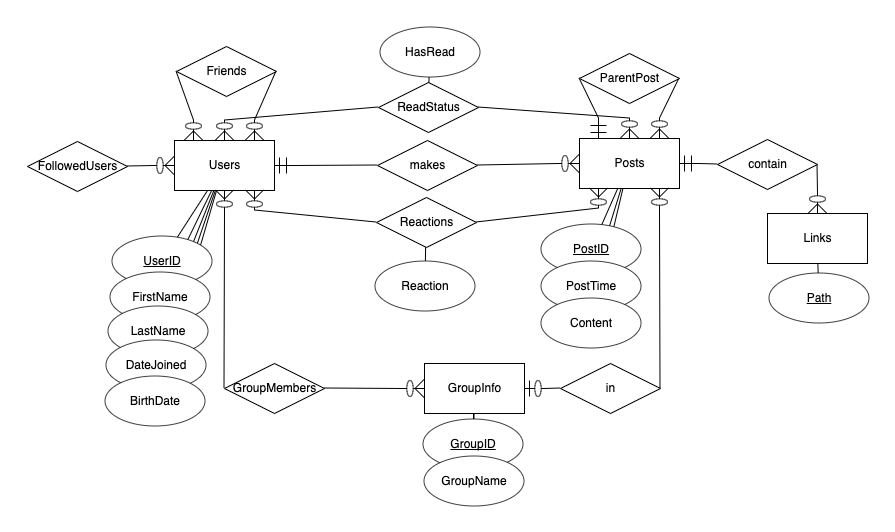 HasRead
Friends
ParentPost
ReadStatus
FollowedUsers
Users
makes
Posts
contain
Reactions
Links
UserID
PostID
FirstName
Reaction
PostTime
Path
LastName
Content
DateJoined
GroupMembers
GroupInfo
in
BirthDate
GroupID
GroupName